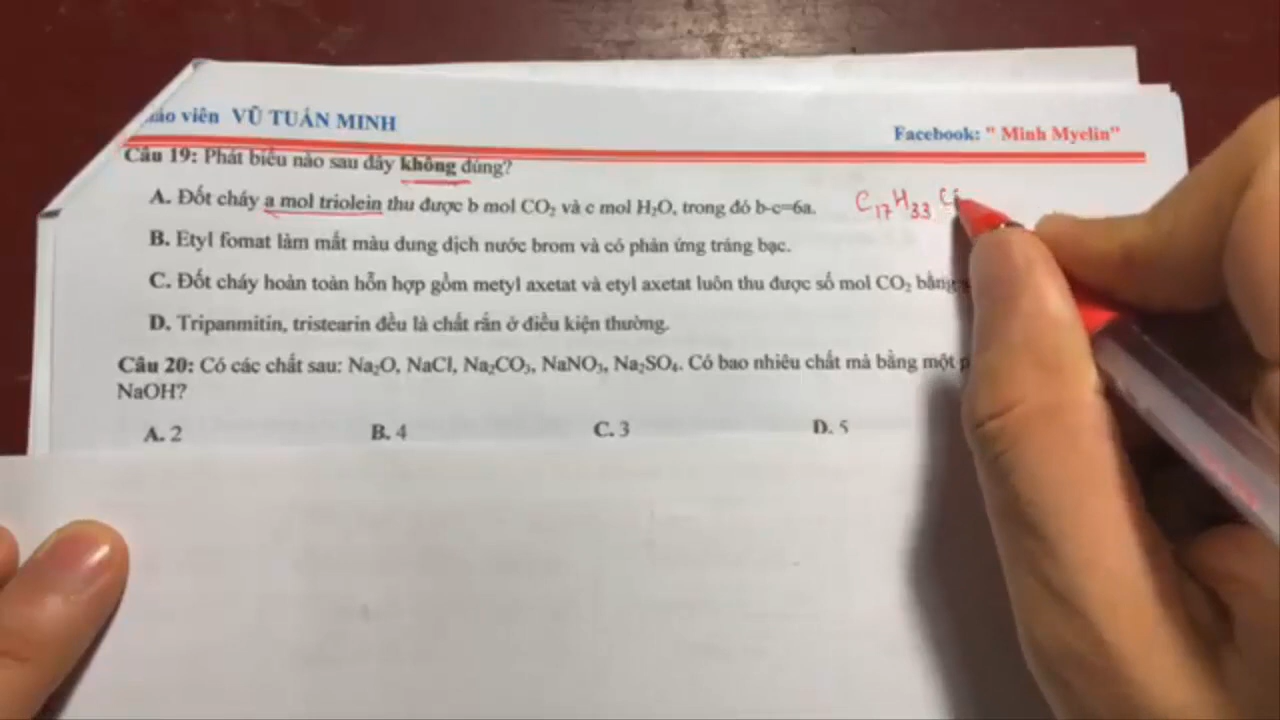 viên VŨ TUẤN MINH
Facebook: " Minh Myelin"
Câu 19: Phát biểu nào sau đây không đúng?
A. Đốt cháy a mol triolein thu được b mol CO₂ và c mol H₂O, trong đó b-c=6a.
C₁₇H₃₃
B. Etyl fomat làm mất màu dung dịch nước brom và có phản ứng tráng bạc.
C. Đốt cháy hoàn toàn hỗn hợp gồm metyl axetat và etyl axetat luôn thu được số mol CO₂ bằng
D. Tripanmitin, tristearin đều là chất rắn ở điều kiện thường.
Câu 20: Có các chất sau: Na₂O, NaCl, Na₂CO₃, NaNO₃, Na₂SO₄. Có bao nhiêu chất mà bằng một
NaOH?
A. 2 B. 4 C. 3 D. 5